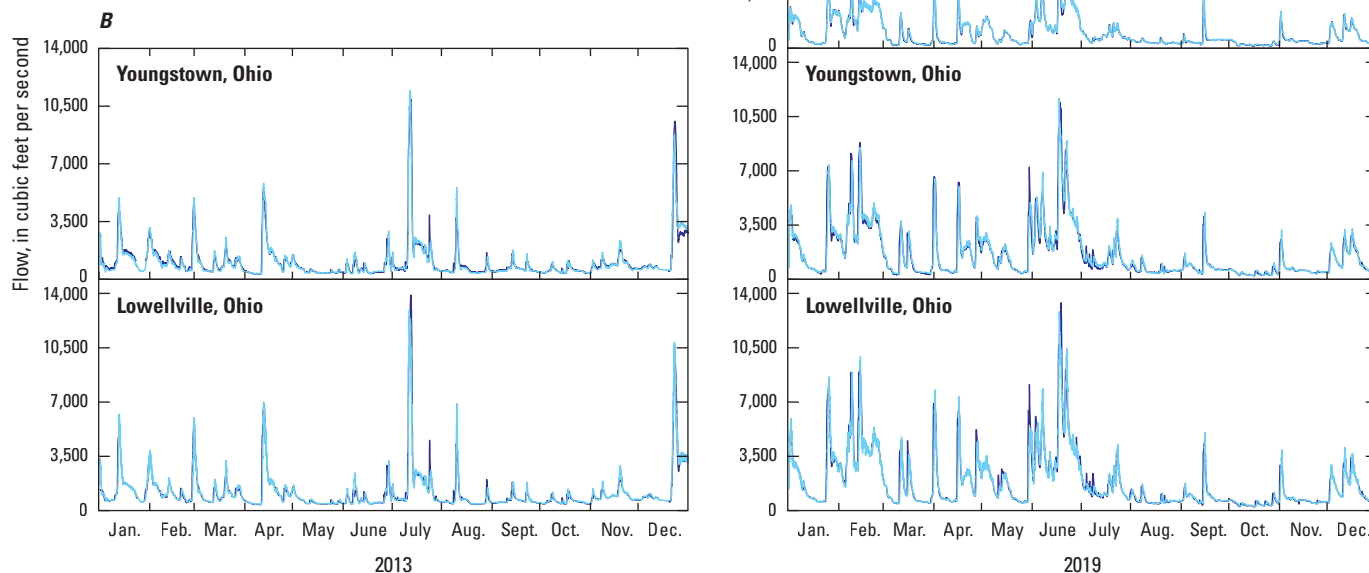 B
Flow, in cubic feet per second
14,000
10,500
7,000
3,500
0
Youngstown, Ohio
14,000
10,500
7,000
3,500
0
Lowellville, Ohio
Jan. Feb. Mar. Apr. May June July Aug. Sept. Oct. Nov. Dec.
2013
0
14,000
10,500
7,000
3,500
0
Youngstown, Ohio
14,000
10,500
7,000
3,500
0
Lowellville, Ohio
Jan. Feb. Mar. Apr. May June July Aug. Sept. Oct. Nov. Dec.
2019